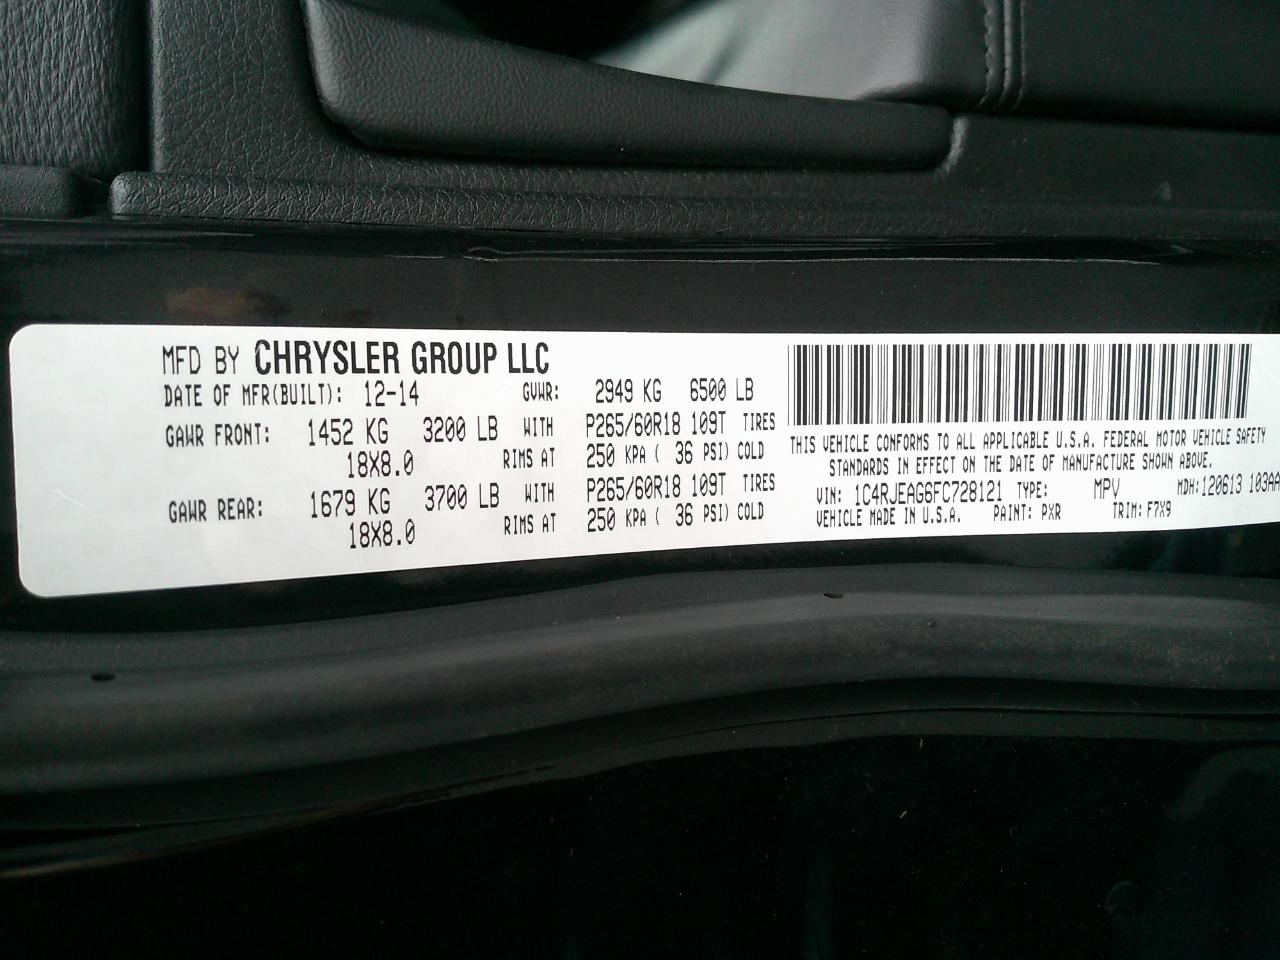 MFD BY CHRYSLER GROUP LLC
DATE OF MFR(BUILT): 12-14 GVWR: 2949 KG 6500 LB
GAWR FRONT: 1452 KG 3200 LB WITH P265/60R18 109T TIRES
18X8.0 RIMS AT 250 KPA ( 36 PSI) COLD
GAWR REAR: 1679 KG 3700 LB WITH P265/60R18 109T TIRES
18X8.0 RIMS AT 250 KPA ( 36 PSI) COLD
THIS VEHICLE CONFORMS TO ALL APPLICABLE U.S.A. FEDERAL MOTOR VEHICLE SAFETY
STANDARDS IN EFFECT ON THE DATE OF MANUFACTURE SHOWN ABOVE.
VIN: 1C4RJEAG6FC728121 TYPE: MPV MDH:120613 103AA
VEHICLE MADE IN U.S.A. PAINT: PXR TRIM: F7X9